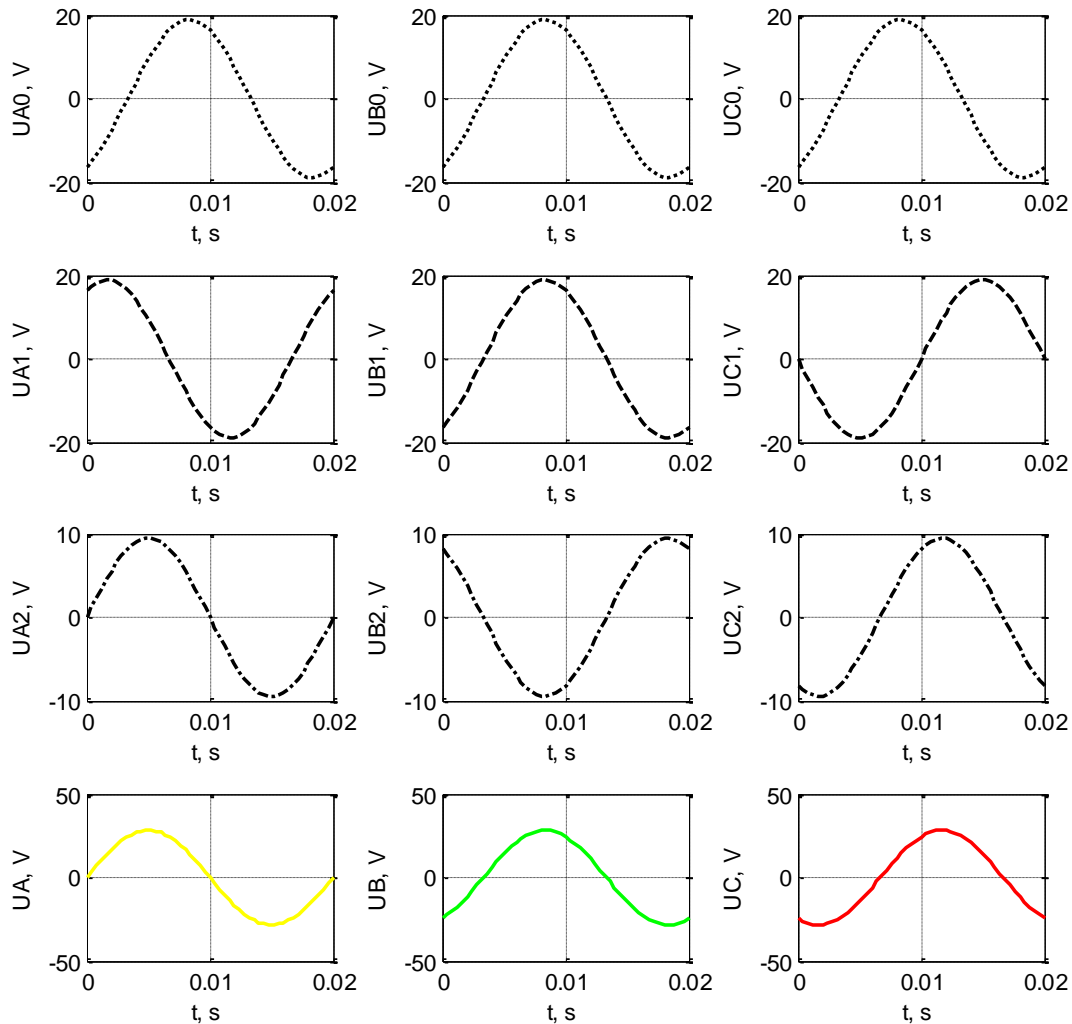 20
UA0, V
0
-20
0 0.01 0.02
t, s
20
UB0, V
0
-20
0 0.01 0.02
t, s
20
UC0, V
0
-20
0 0.01 0.02
t, s
20
UA1, V
0
-20
0 0.01 0.02
t, s
20
UB1, V
0
-20
0 0.01 0.02
t, s
20
UC1, V
0
-20
0 0.01 0.02
t, s
10
UA2, V
0
-10
0 0.01 0.02
t, s
10
UB2, V
0
-10
0 0.01 0.02
t, s
10
UC2, V
0
-10
0 0.01 0.02
t, s
50
UA, V
0
-50
0 0.01 0.02
t, s
50
UB, V
0
-50
0 0.01 0.02
t, s
50
UC, V
0
-50
0 0.01 0.02
t, s